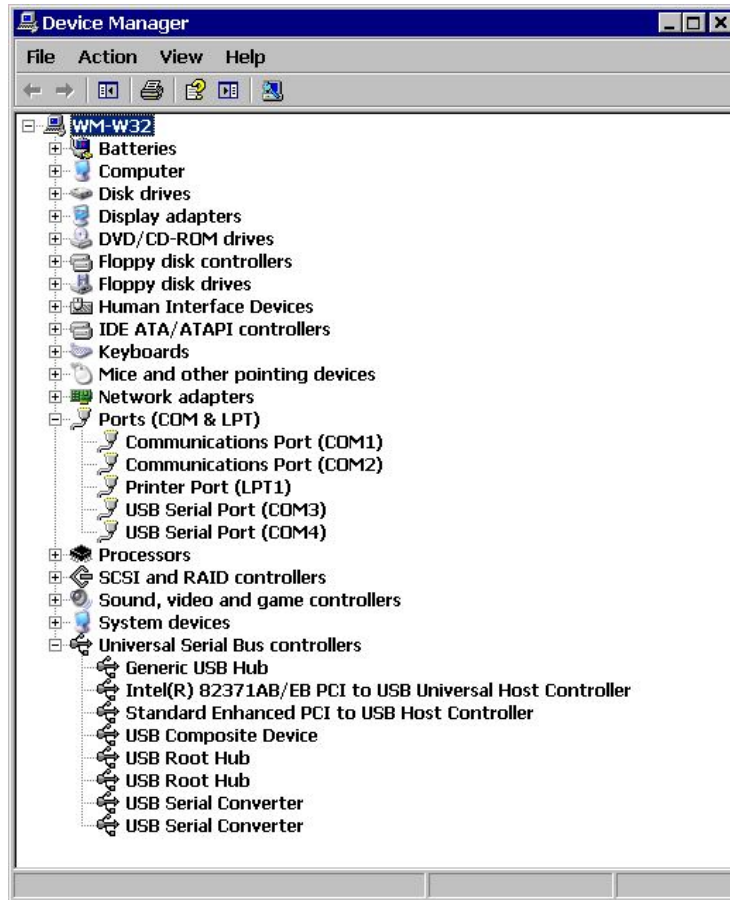 Device Manager
File Action View Help
WM-W32
Batteries
Computer
Disk drives
Display adapters
DVD/CD-ROM drives
Floppy disk controllers
Floppy disk drives
Human Interface Devices
IDE ATA/ATAPI controllers
Keyboards
Mice and other pointing devices
Network adapters
Ports (COM & LPT)
Communications Port (COM1)
Communications Port (COM2)
Printer Port (LPT1)
USB Serial Port (COM3)
USB Serial Port (COM4)
Processors
SCSI and RAID controllers
Sound, video and game controllers
System devices
Universal Serial Bus controllers
Generic USB Hub
Intel(R) 82371AB/EB PCI to USB Universal Host Controller
Standard Enhanced PCI to USB Host Controller
USB Composite Device
USB Root Hub
USB Root Hub
USB Serial Converter
USB Serial Converter